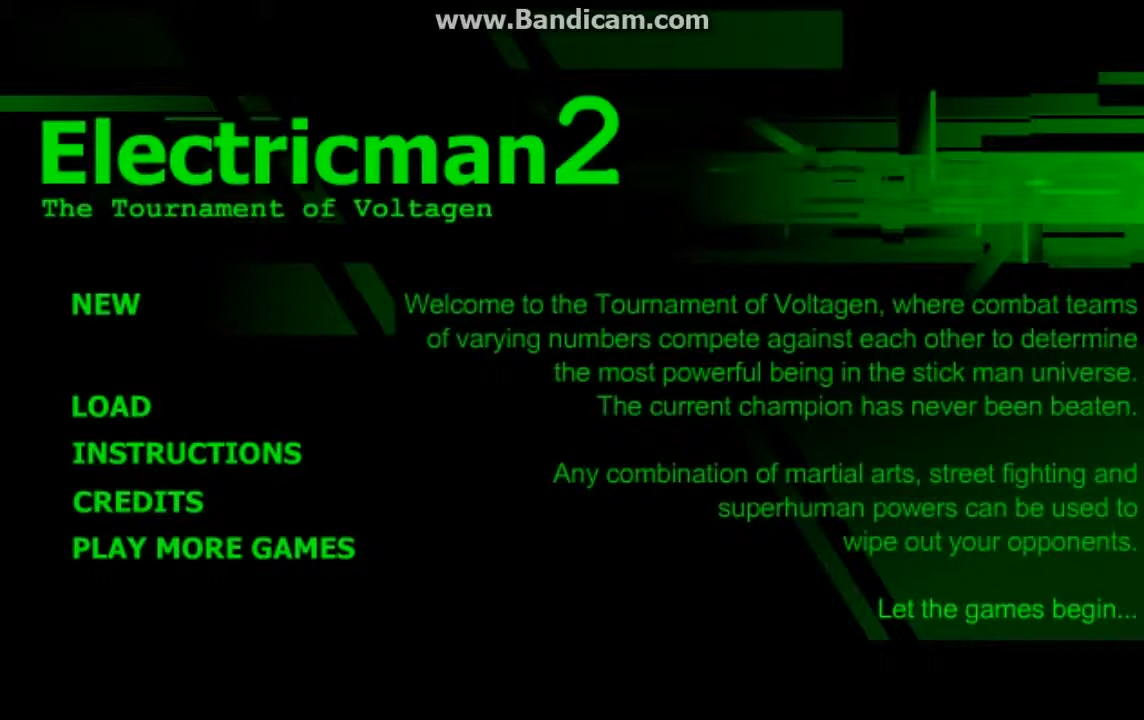 www.Bandicam.com
Electricman2
The Tournament of Voltagen
NEW
LOAD
INSTRUCTIONS
CREDITS
PLAY MORE GAMES
Welcome to the Tournament of Voltagen, where combat teams
of varying numbers compete against each other to determine
the most powerful being in the stick man universe.
The current champion has never been beaten.
Any combination of martial arts, street fighting and
superhuman powers can be used to
wipe out your opponents.
Let the games begin...